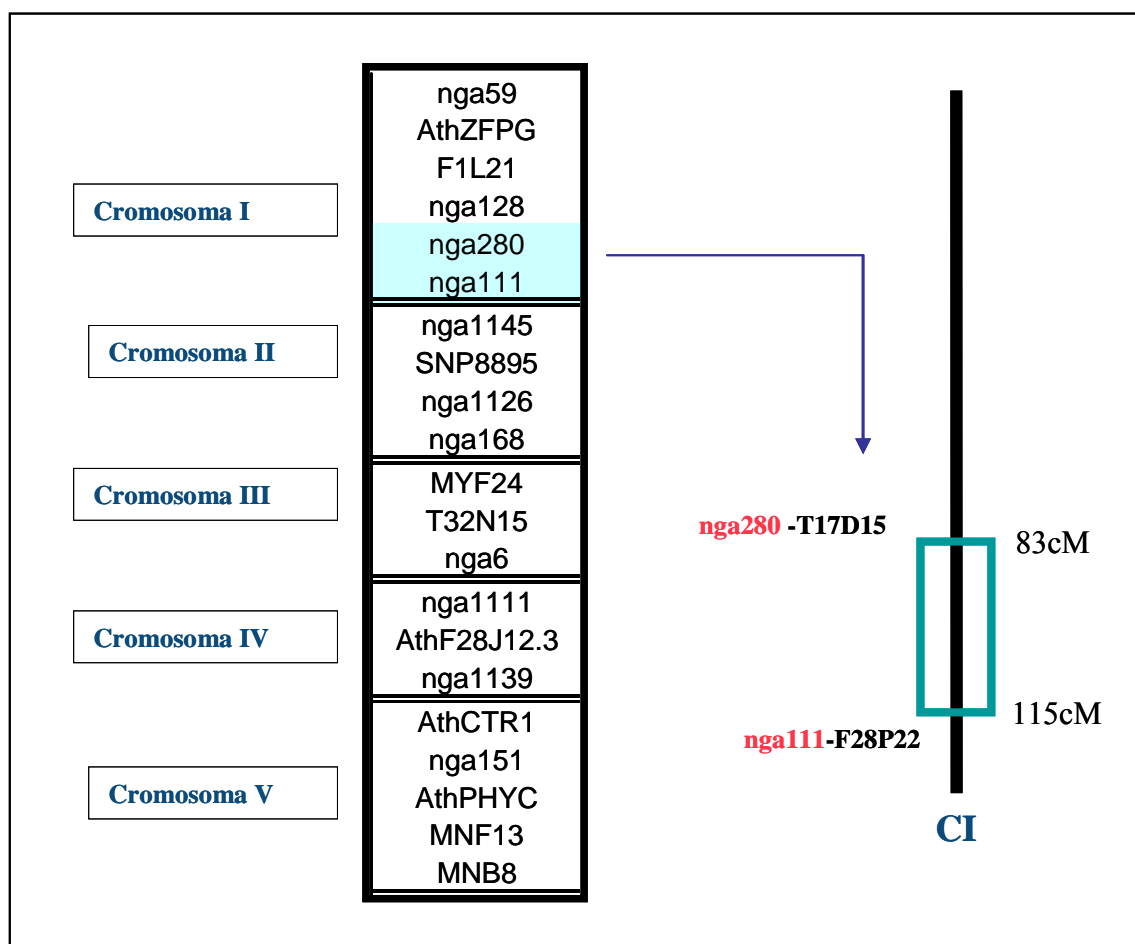 nga59
AthZFPG
F1L21
Cromosoma I
nga128
nga280
nga111
nga1145
Cromosoma II
SNP8895
nga1126
nga168
Cromosoma III
MYF24
T32N15
nga6
nga1111
Cromosoma IV
AthF28J12.3
nga1139
AthCTR1
nga151
Cromosoma V
AthPHYC
MNF13
MNB8
nga280 -T17D15
83cM
115cM
nga111-F28P22
CI